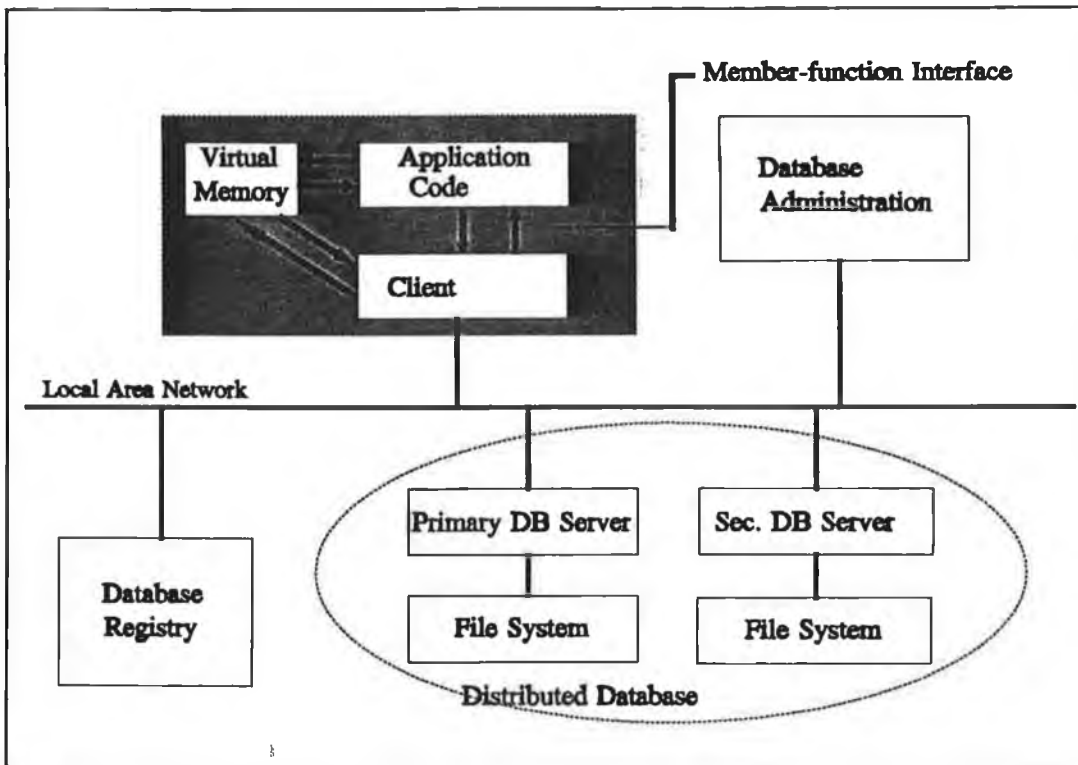 Member-function Interface
Virtual
Memory
Application
Code
Database
Administration
Client
Local Area Network
Primary DB Server
Sec. DB Server
Database
Registry
File System
File System
Distributed Database